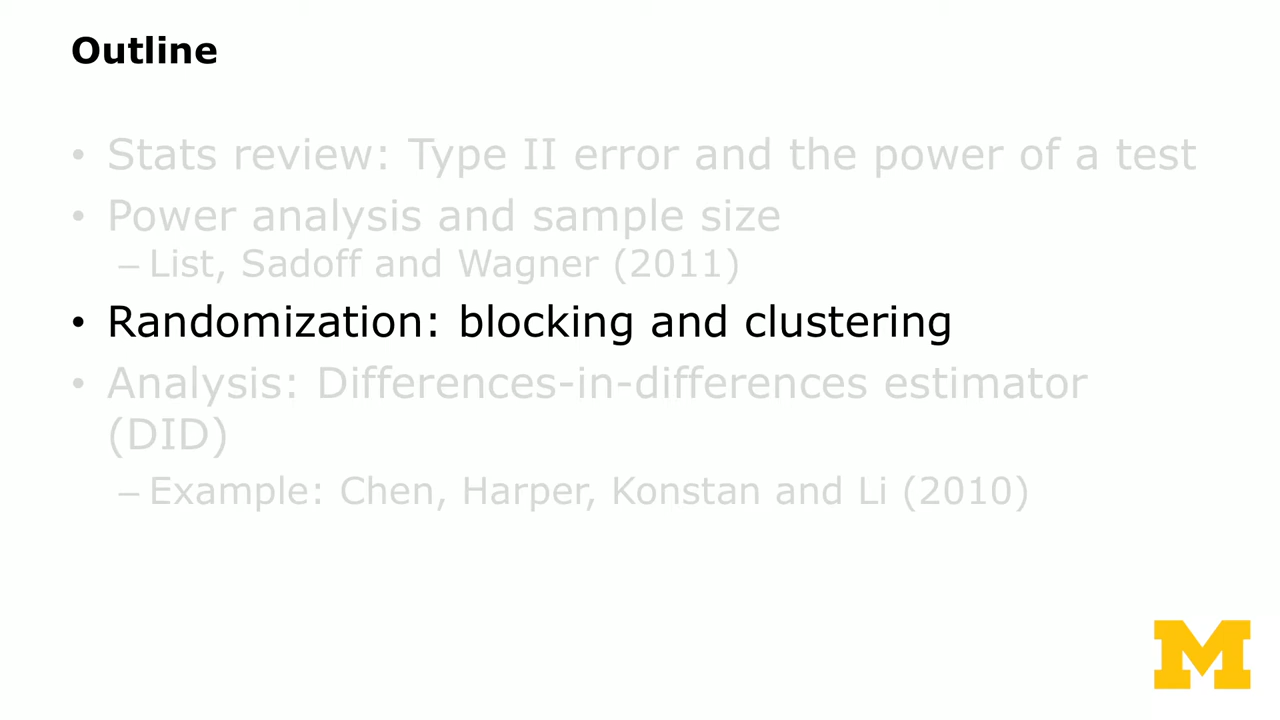 Outline
• Stats review: Type II error and the power of a test
• Power analysis and sample size
– List, Sadoff and Wagner (2011)
• Randomization: blocking and clustering
• Analysis: Differences-in-differences estimator
(DID)
– Example: Chen, Harper, Konstan and Li (2010)
M